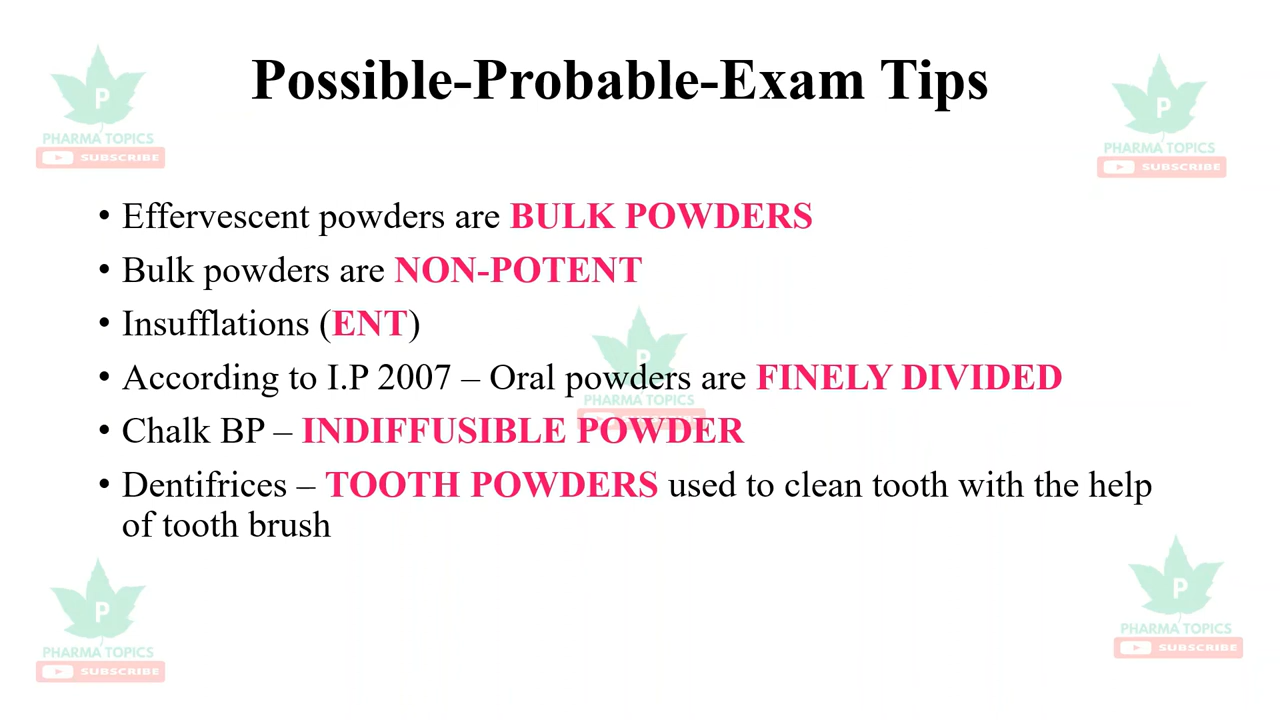 Possible-Probable-Exam Tips
P
PHARMA TOPICS
SUBSCRIBE
P
PHARMA TOPICS
SUBSCRIBE
• Effervescent powders are BULK POWDERS
• Bulk powders are NON-POTENT
• Insufflations (ENT)
• According to I.P 2007 – Oral powders are FINELY DIVIDED
P
PHARMA TOPICS
• Chalk BP – INDIFFUSIBLE POWDER
• Dentifrices – TOOTH POWDERS used to clean tooth with the help
of tooth brush
P
PHARMA TOPICS
SUBSCRIBE
P
PHARMA TOPICS
SUBSCRIBE